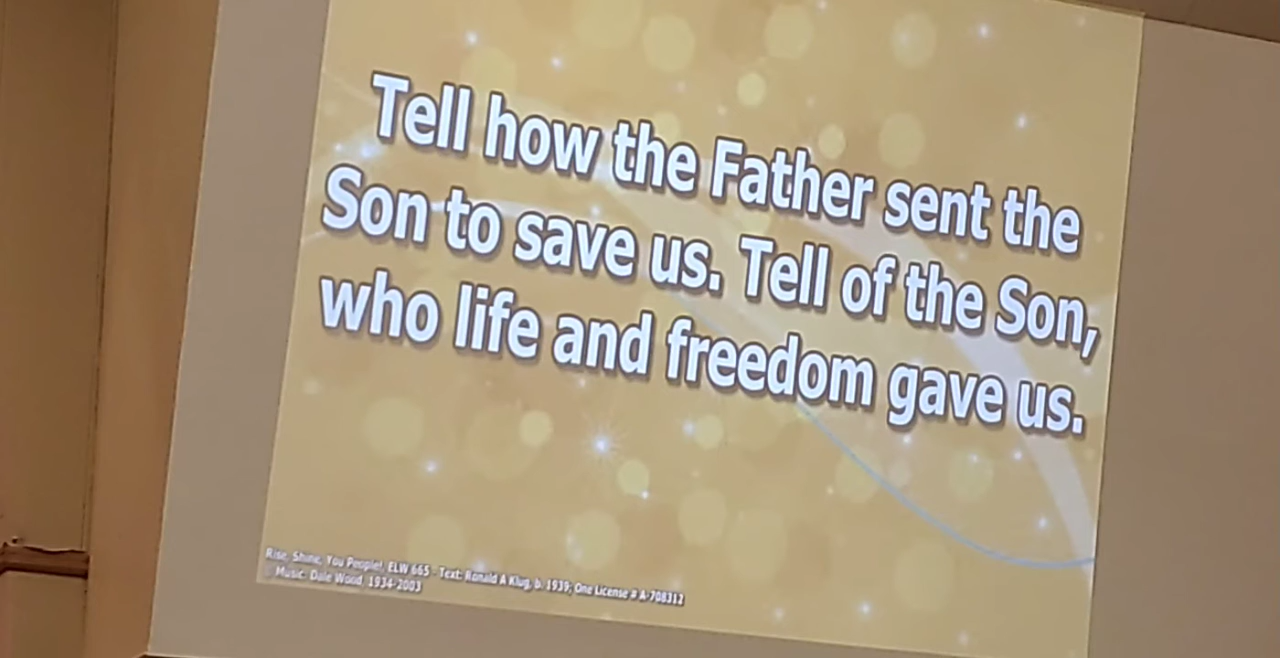 Tell how the Father sent the
Son to save us. Tell of the Son,
who life and freedom gave us.
Rise, Shine, You People!, ELW 665 - Text: Ronald A Klug, b. 1939; One License # A-708312
Music: Dale Wood, 1934-2003